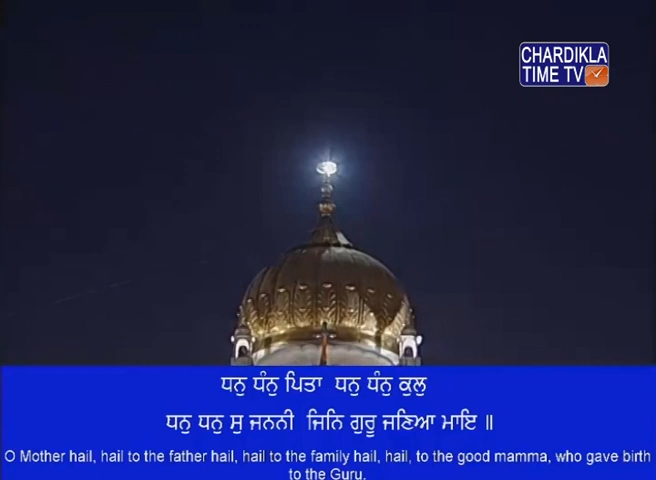 CHARDIKLA
TIME TV
ਧਨੁ ਧੰਨੁ ਪਿਤਾ ਧਨੁ ਧੰਨੁ ਕੁਲੁ
ਧਨੁ ਧਨੁ ਸੁ ਜਨਨੀ ਜਿਨਿ ਗੁਰੂ ਜਣਿਆ ਮਾਇ ॥
O Mother hail, hail to the father hail, hail to the family hail, hail, to the good mamma, who gave birth
to the Guru.